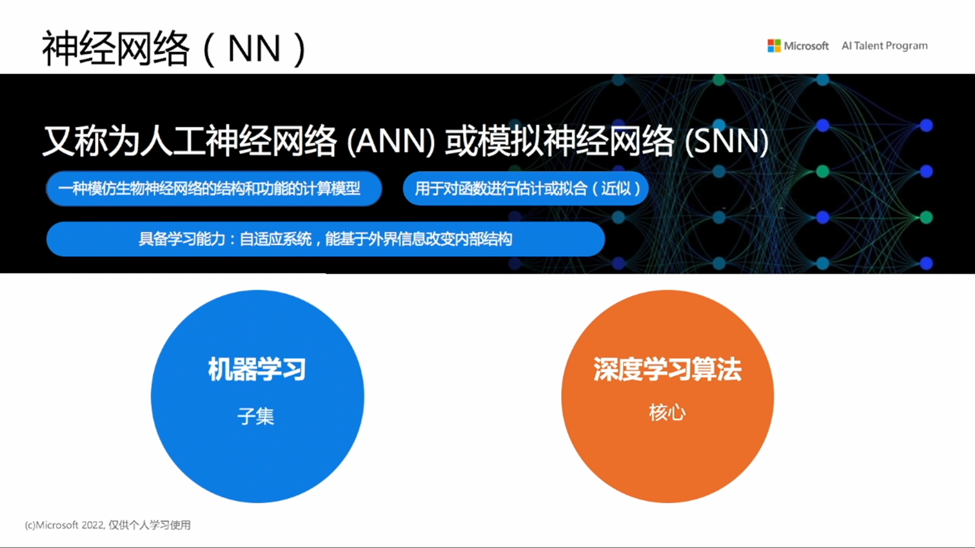 神经网络（NN）
Microsoft AI Talent Program
又称为人工神经网络 (ANN) 或模拟神经网络 (SNN)
一种模仿生物神经网络的结构和功能的计算模型
用于对函数进行估计或拟合（近似）
具备学习能力：自适应系统，能基于外界信息改变内部结构
机器学习
子集
深度学习算法
核心
(c)Microsoft 2022, 仅供个人学习使用